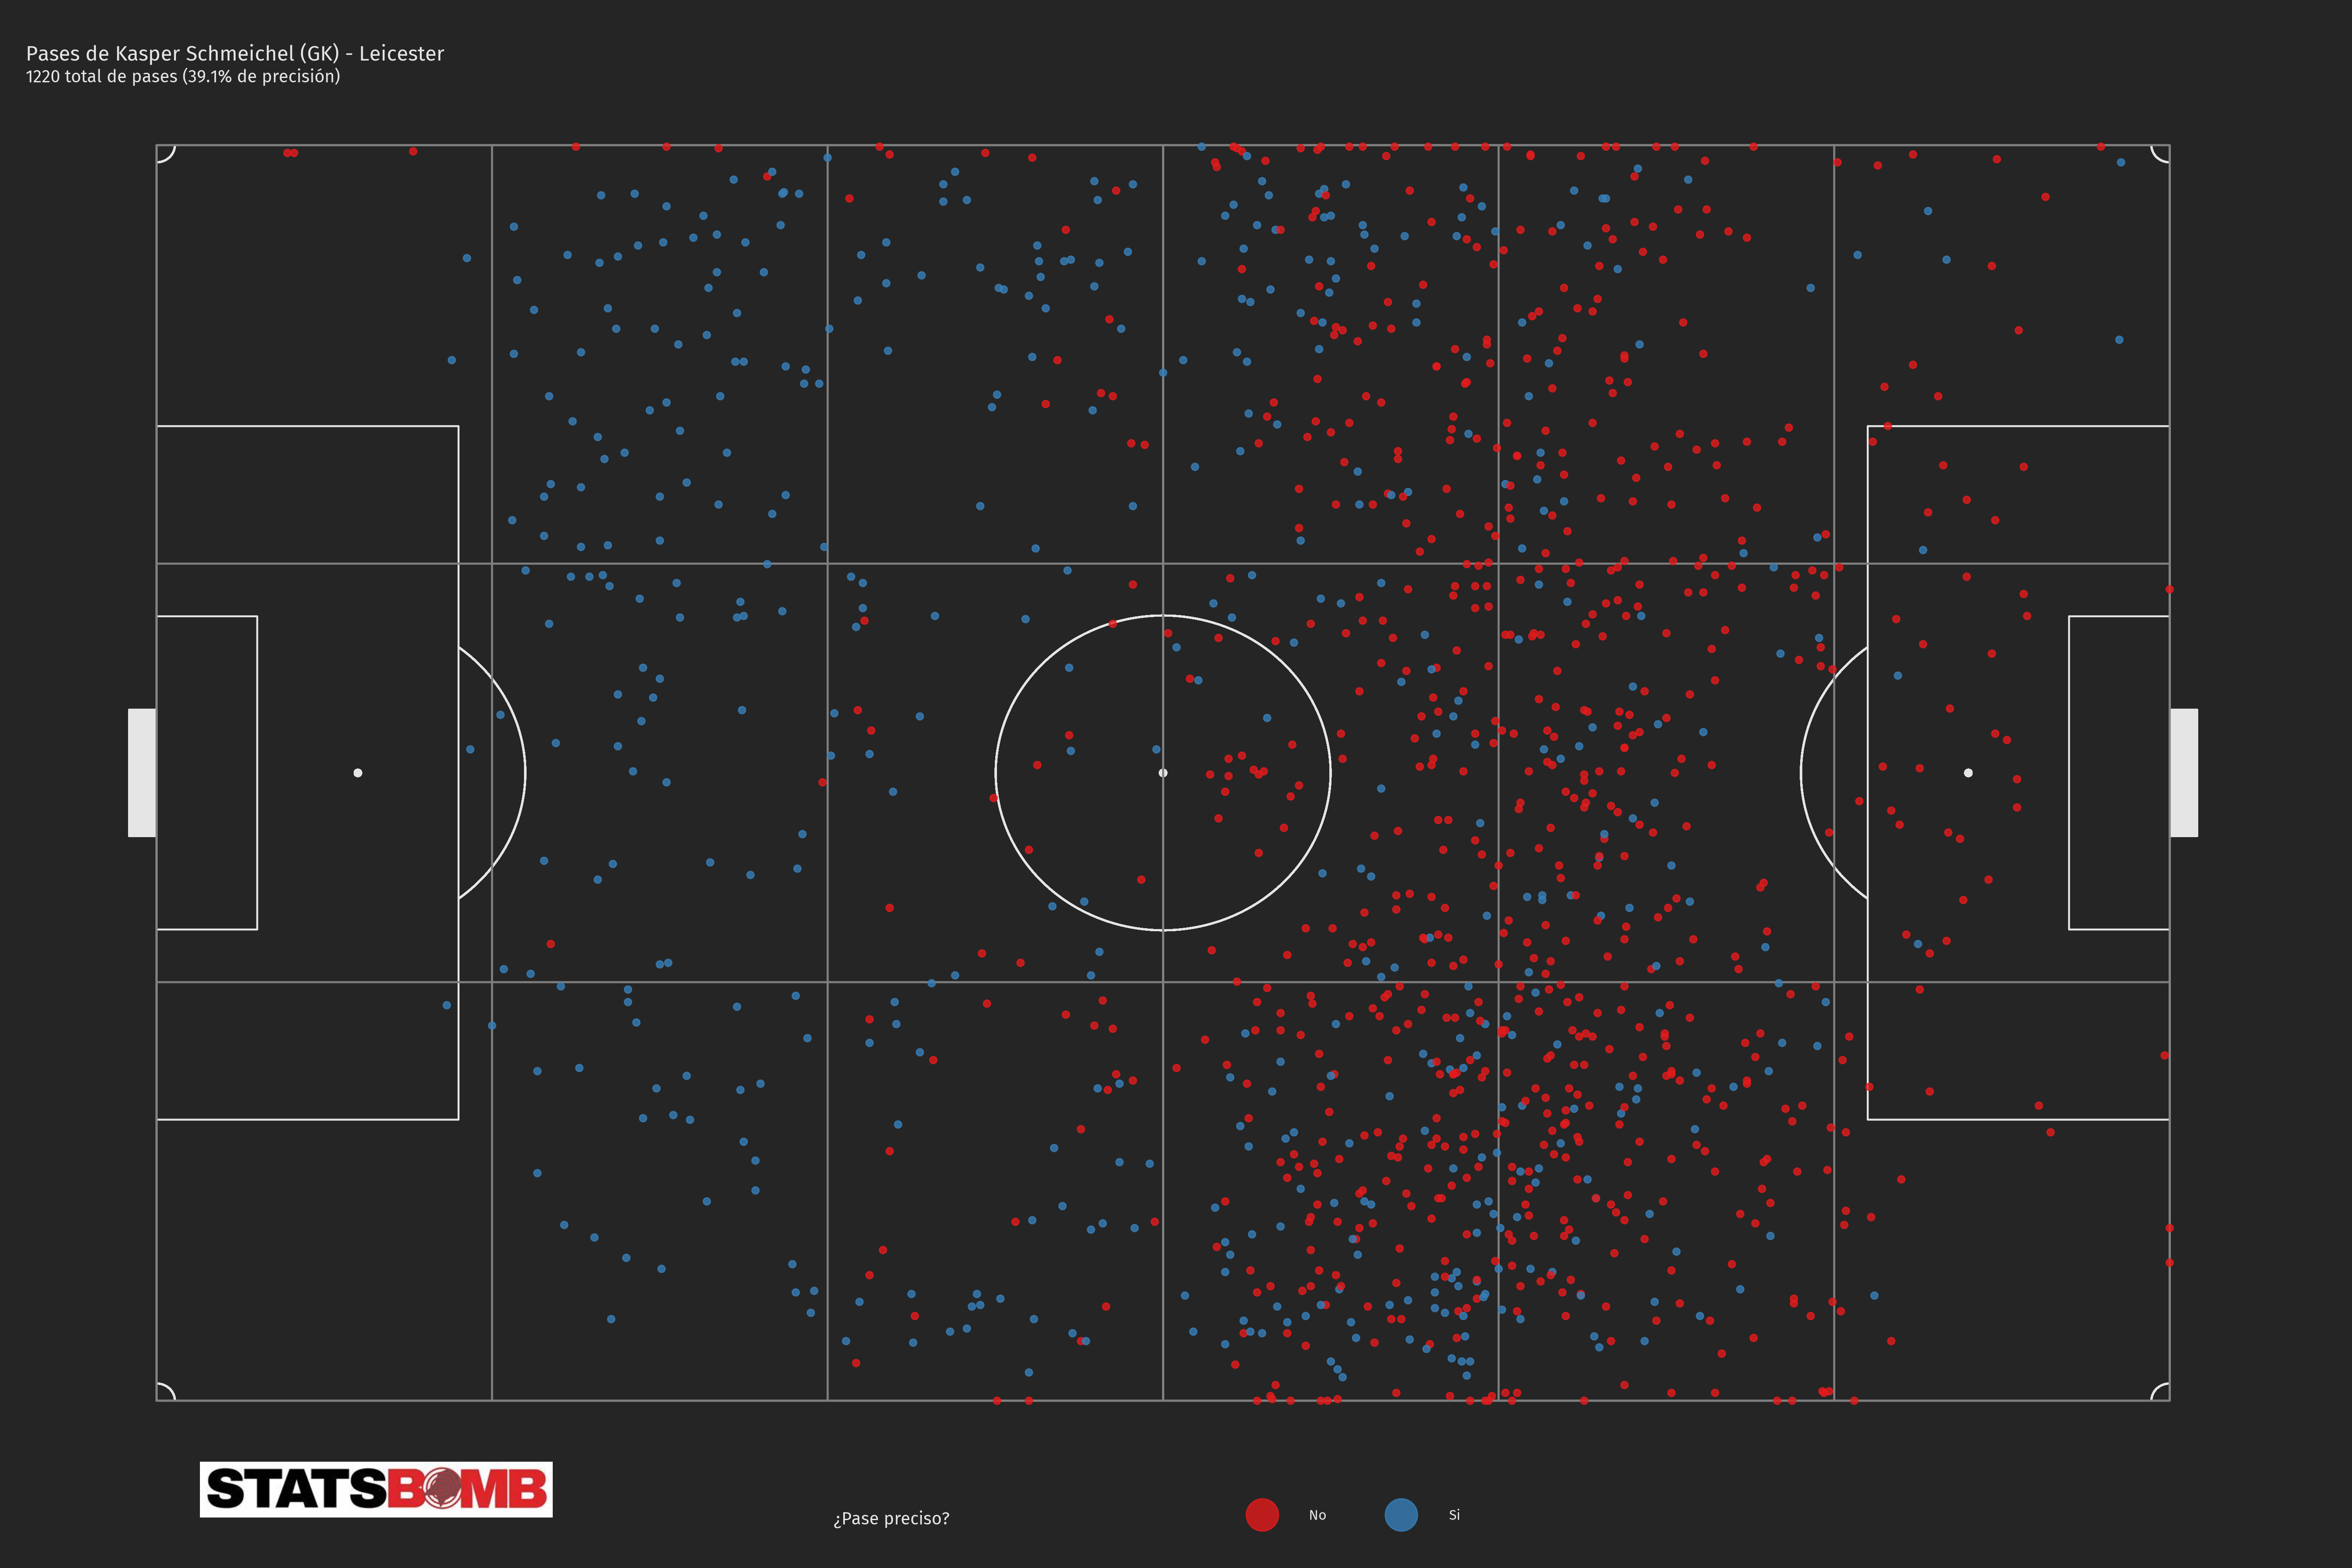 Pases de Kasper Schmeichel (GK) - Leicester
1220 total de pases (39.1% de precisión)
STATSBOMB
¿Pase preciso?
No
Si